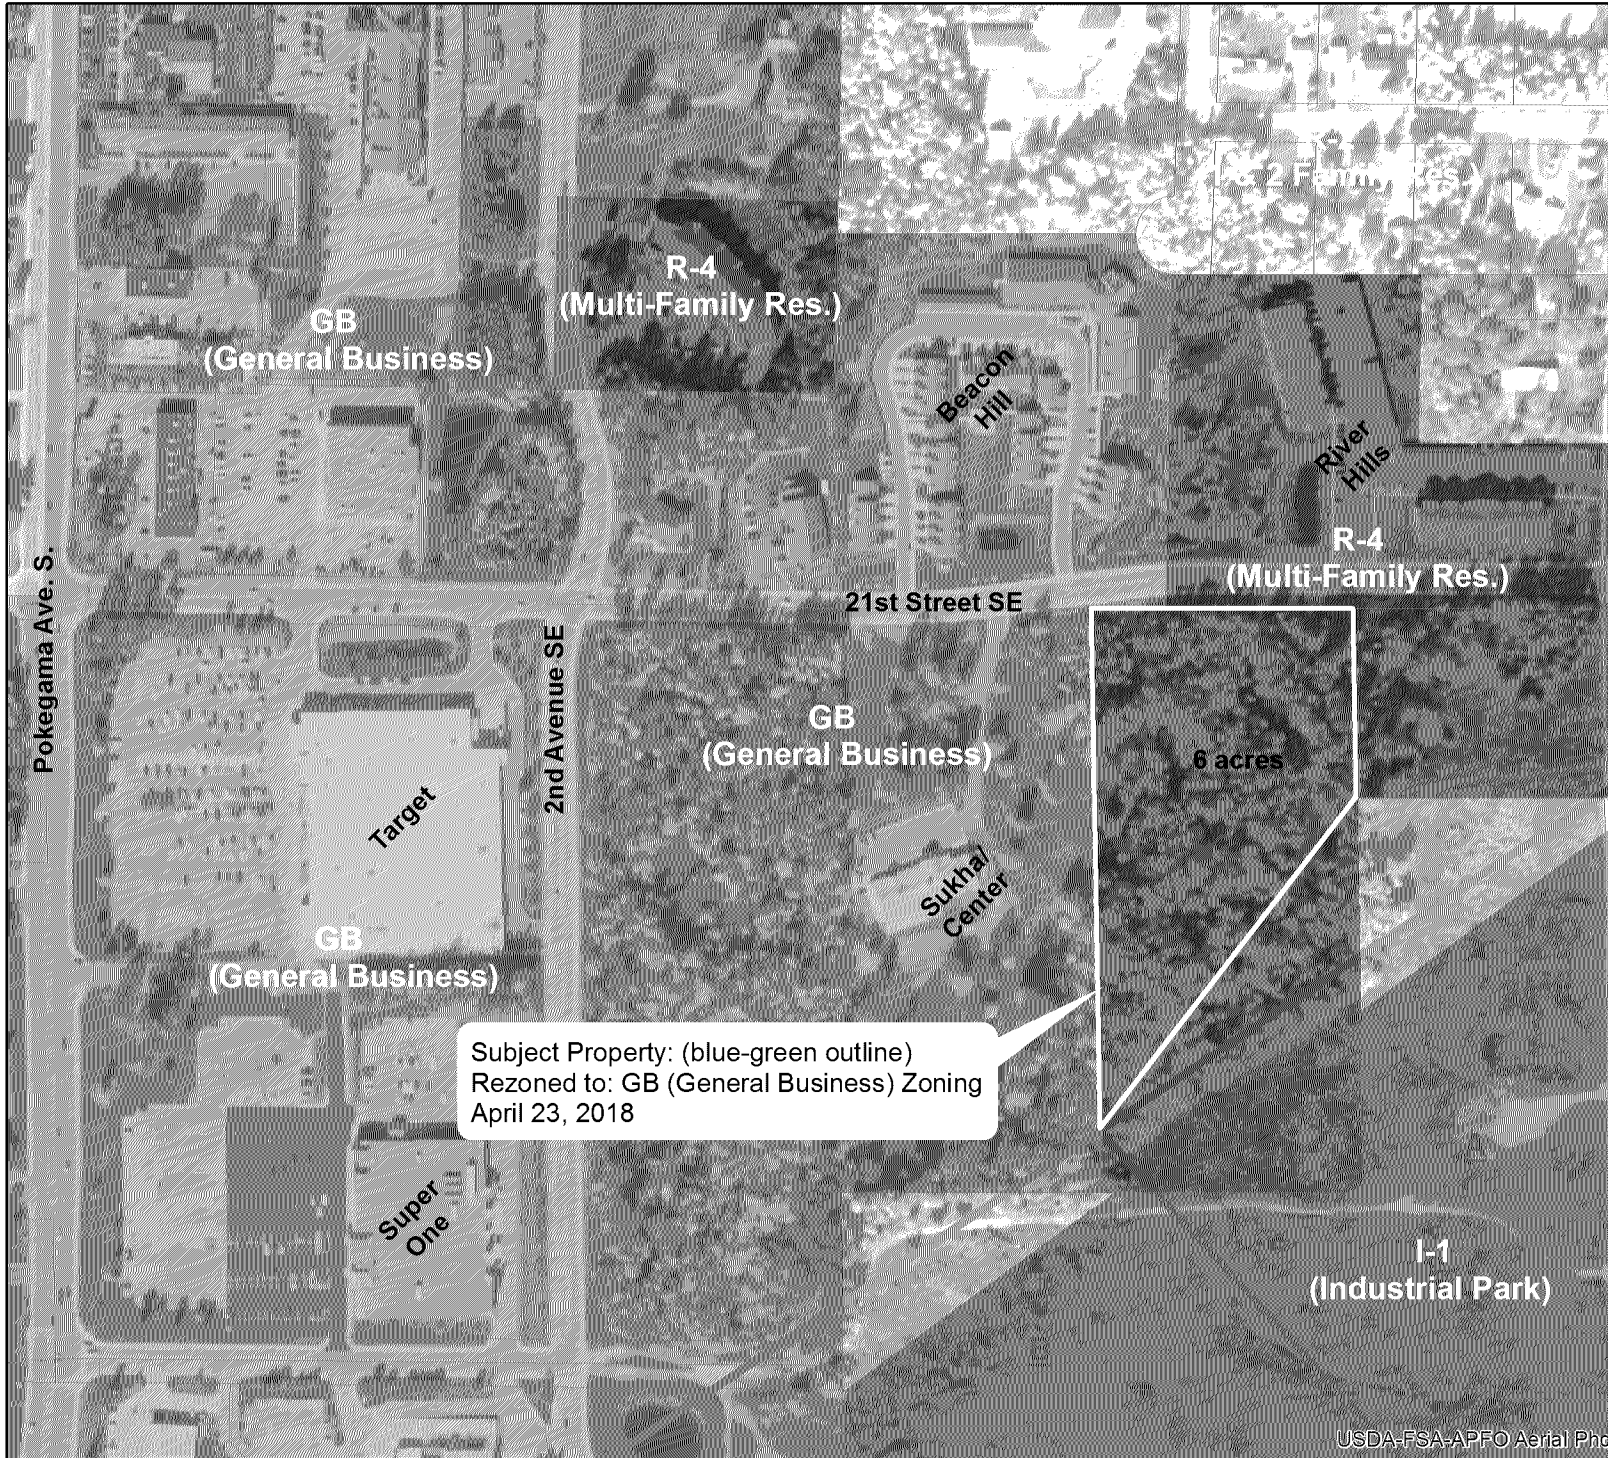 & 2 Family Res.)
R-4
(Multi-Family Res.)
GB
(General Business)
Beacon
Hill
River
Hills
R-4
(Multi-Family Res.)
Pokegama Ave. S.
21st Street SE
2nd Avenue SE
GB
(General Business)
6 acres
Target
Sukha/
Center
GB
(General Business)
Subject Property: (blue-green outline)
Rezoned to: GB (General Business) Zoning
April 23, 2018
Super
One
I-1
(Industrial Park)
USDA-FSA-APFO Aerial Pho